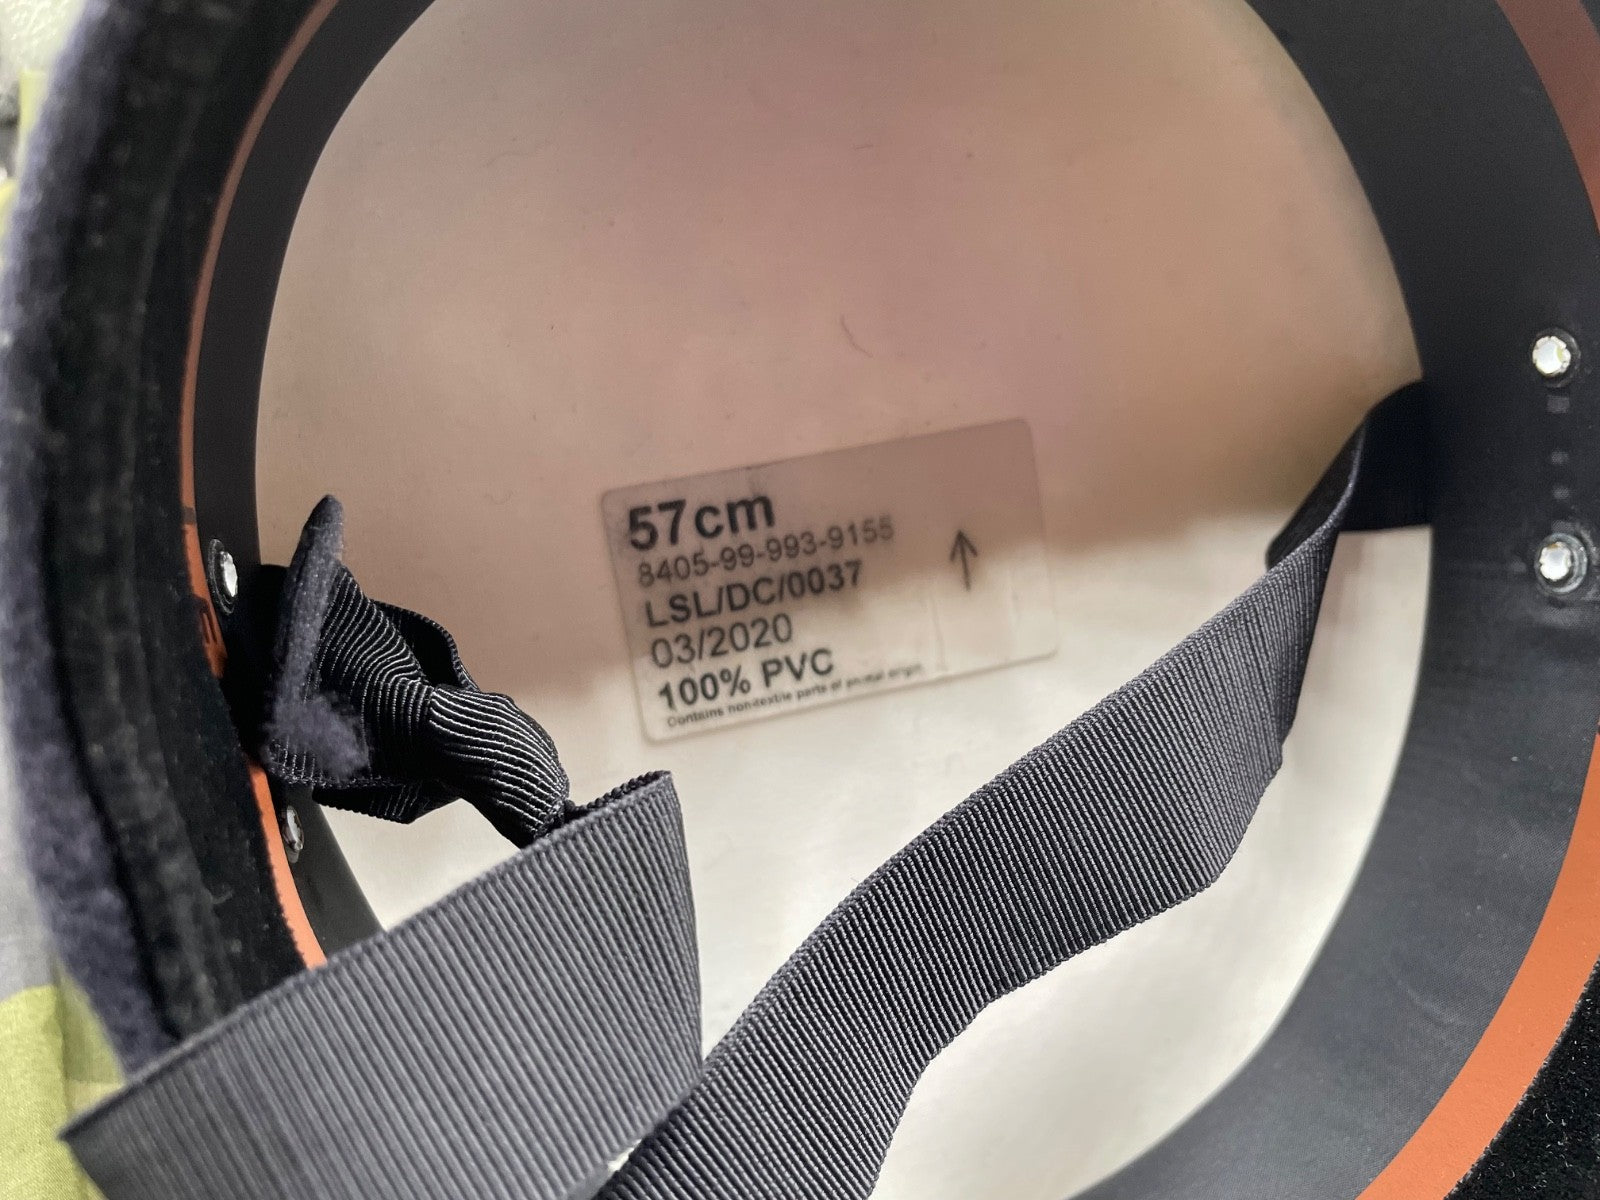 57cm
8405-99-993-9155
LSL/DC/0037
03/2020
100% PVC
Contains non-textile parts of animal origin